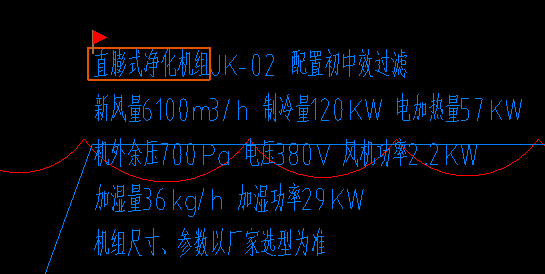 直膨式净化机组JK-02 配置初中效过滤
新风量6100m3/h 制冷量120KW 电加热量57KW
机外余压700Pa 电压380V 风机功率2.2KW
加湿量36kg/h 加湿功率29KW
机组尺寸、参数以厂家选型为准